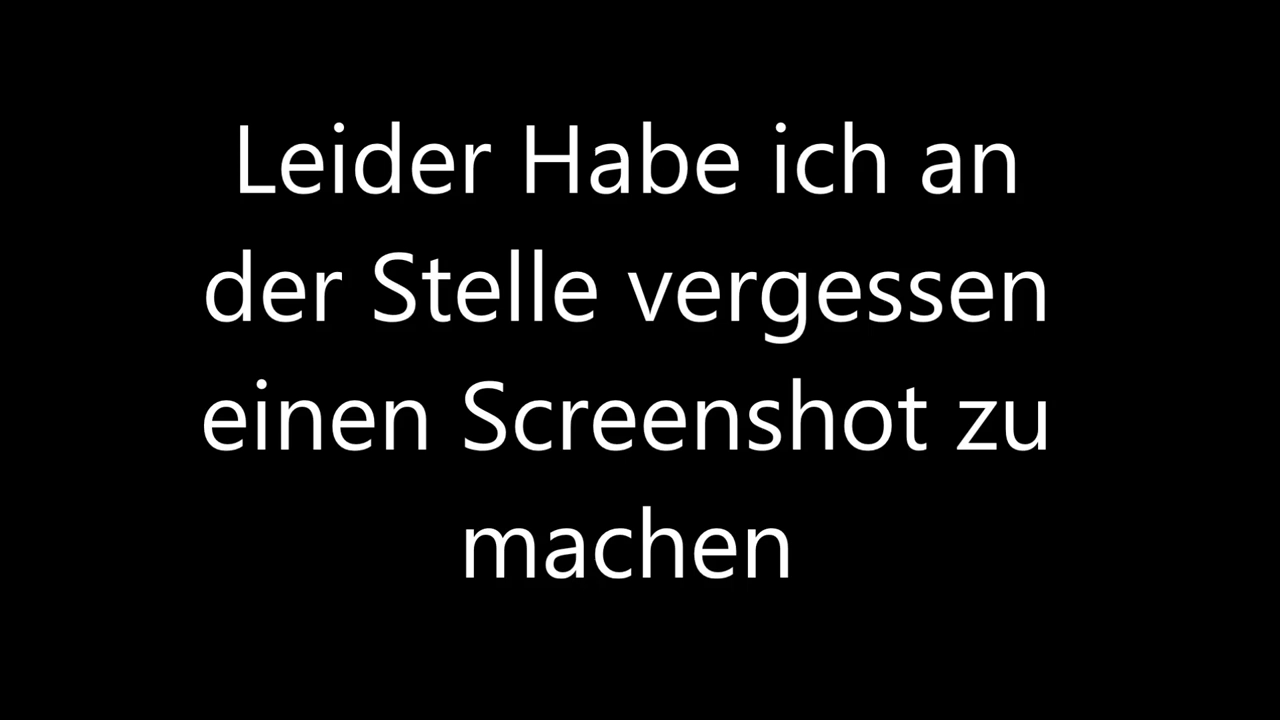 Leider Habe ich an
der Stelle vergessen
einen Screenshot zu
machen